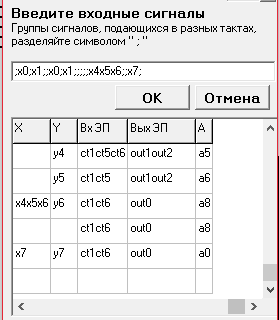 Введите входные сигналы
Группы сигналов, подающихся в разных тактах,
разделяйте символом " ; "
;x0;x1;;x0;x1;;;;;x4x5x6;;x7;
OK Отмена
X Y Вх ЭП Вых ЭП A
y4 ct1ct5ct6 out1out2 a5
y5 ct1ct5 out1out2 a6
x4x5x6 y6 ct1ct6 out0 a8
ct1ct6 out0 a8
x7 y7 ct1ct6 out0 a0